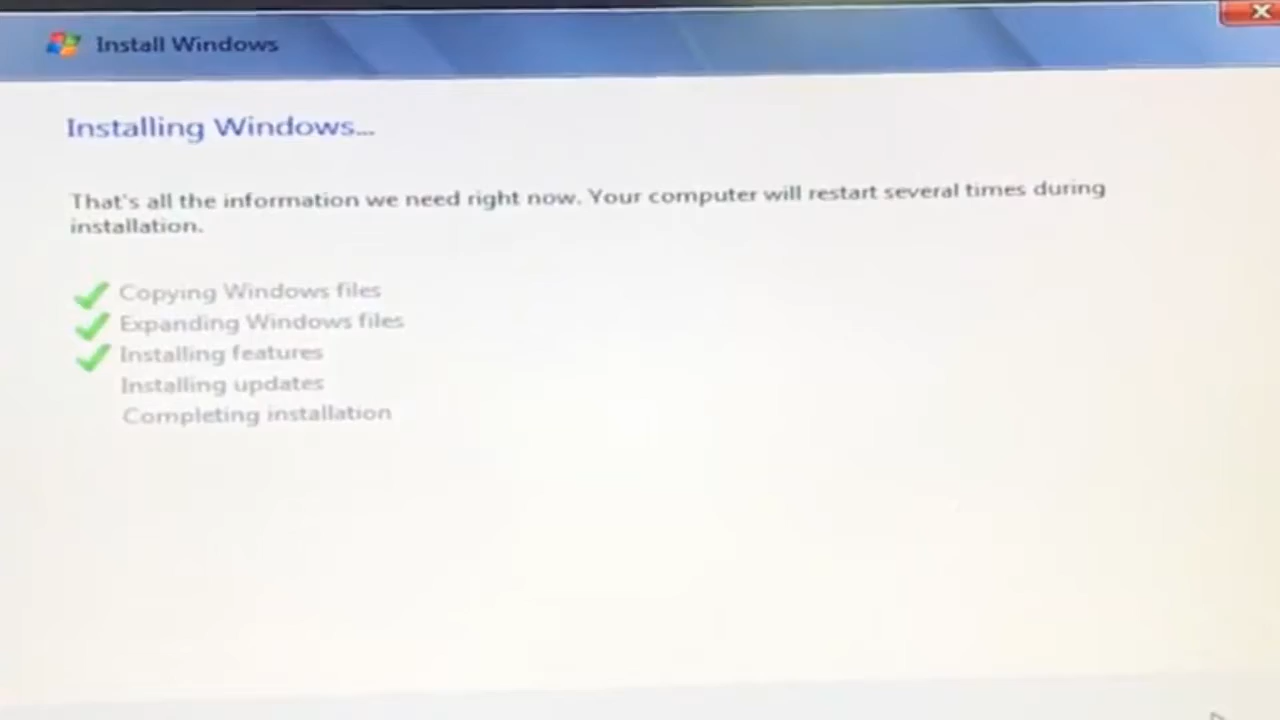 Install Windows
Installing Windows...
That's all the information we need right now. Your computer will restart several times during
installation.
Copying Windows files
Expanding Windows files
Installing features
Installing updates
Completing installation